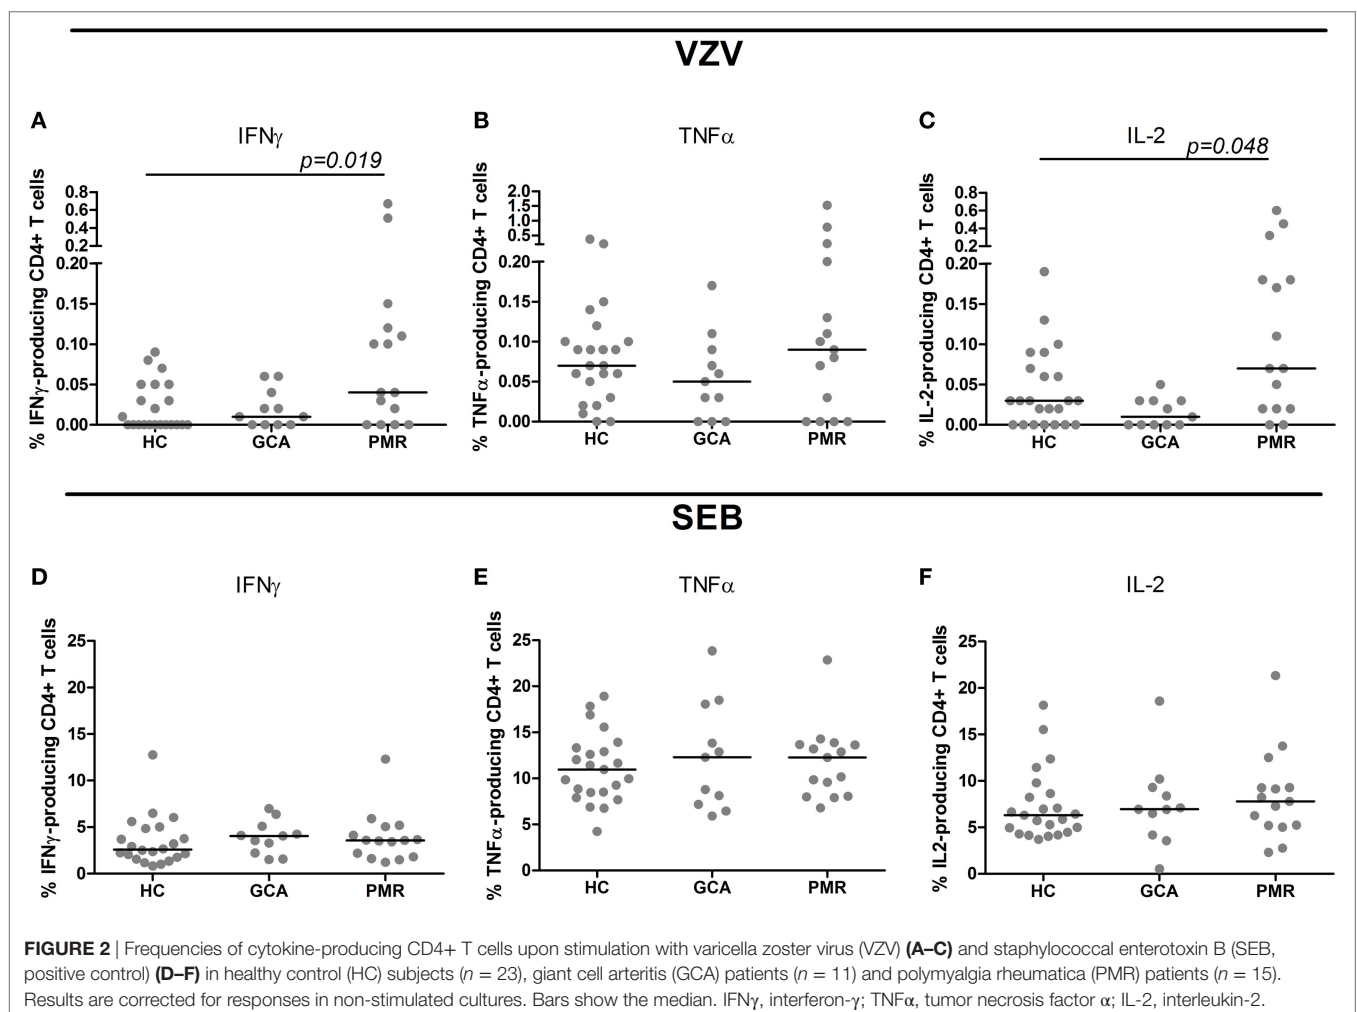 VZV
A
IFNγ
p=0.019
% IFNγ-producing CD4+ T cells
0.8
0.6
0.4
0.2
0.20
0.15
0.10
0.05
0.00
HC GCA PMR
B
TNFα
% TNFα-producing CD4+ T cells
2.0
1.5
1.0
0.5
0.20
0.15
0.10
0.05
0.00
HC GCA PMR
C
IL-2
p=0.048
% IL-2-producing CD4+ T cells
0.8
0.6
0.4
0.2
0.20
0.15
0.10
0.05
0.00
HC GCA PMR
SEB
D
IFNγ
% IFNγ-producing CD4+ T cells
25
20
15
10
5
0
HC GCA PMR
E
TNFα
% TNFα-producing CD4+ T cells
25
20
15
10
5
0
HC GCA PMR
F
IL-2
% IL2-producing CD4+ T cells
25
20
15
10
5
0
HC GCA PMR
FIGURE 2 | Frequencies of cytokine-producing CD4+ T cells upon stimulation with varicella zoster virus (VZV) (A–C) and staphylococcal enterotoxin B (SEB,
positive control) (D–F) in healthy control (HC) subjects (n = 23), giant cell arteritis (GCA) patients (n = 11) and polymyalgia rheumatica (PMR) patients (n = 15).
Results are corrected for responses in non-stimulated cultures. Bars show the median. IFNγ, interferon-γ; TNFα, tumor necrosis factor α; IL-2, interleukin-2.